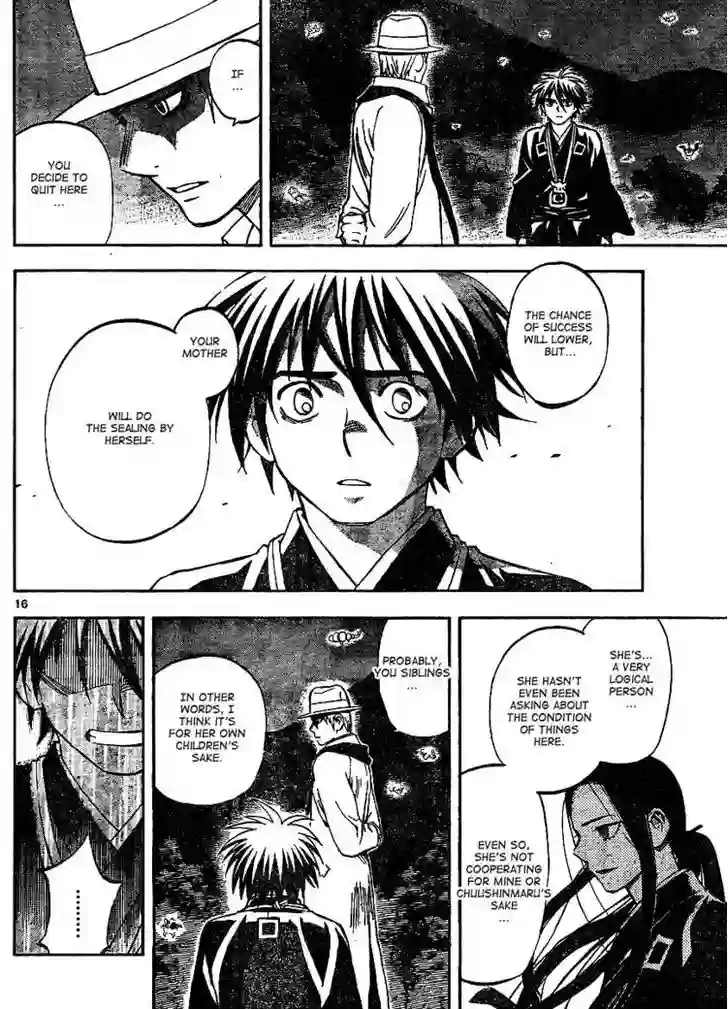 IF
...
YOU
DECIDE TO
QUIT HERE
...
THE CHANCE
OF SUCCESS
WILL LOWER,
BUT...
YOUR
MOTHER
WILL DO
THE SEALING BY
HERSELF.
16
SHE'S...
A VERY
LOGICAL
PERSON
...
SHE HASN'T
EVEN BEEN
ASKING ABOUT
THE CONDITION
OF THINGS
HERE.
EVEN SO,
SHE'S NOT
COOPERATING
FOR MINE OR
CHUUSHINMARU'S
SAKE
...
PROBABLY,
YOU SIBLINGS
...
IN OTHER
WORDS, I
THINK IT'S
FOR HER OWN
CHILDREN'S
SAKE.
........